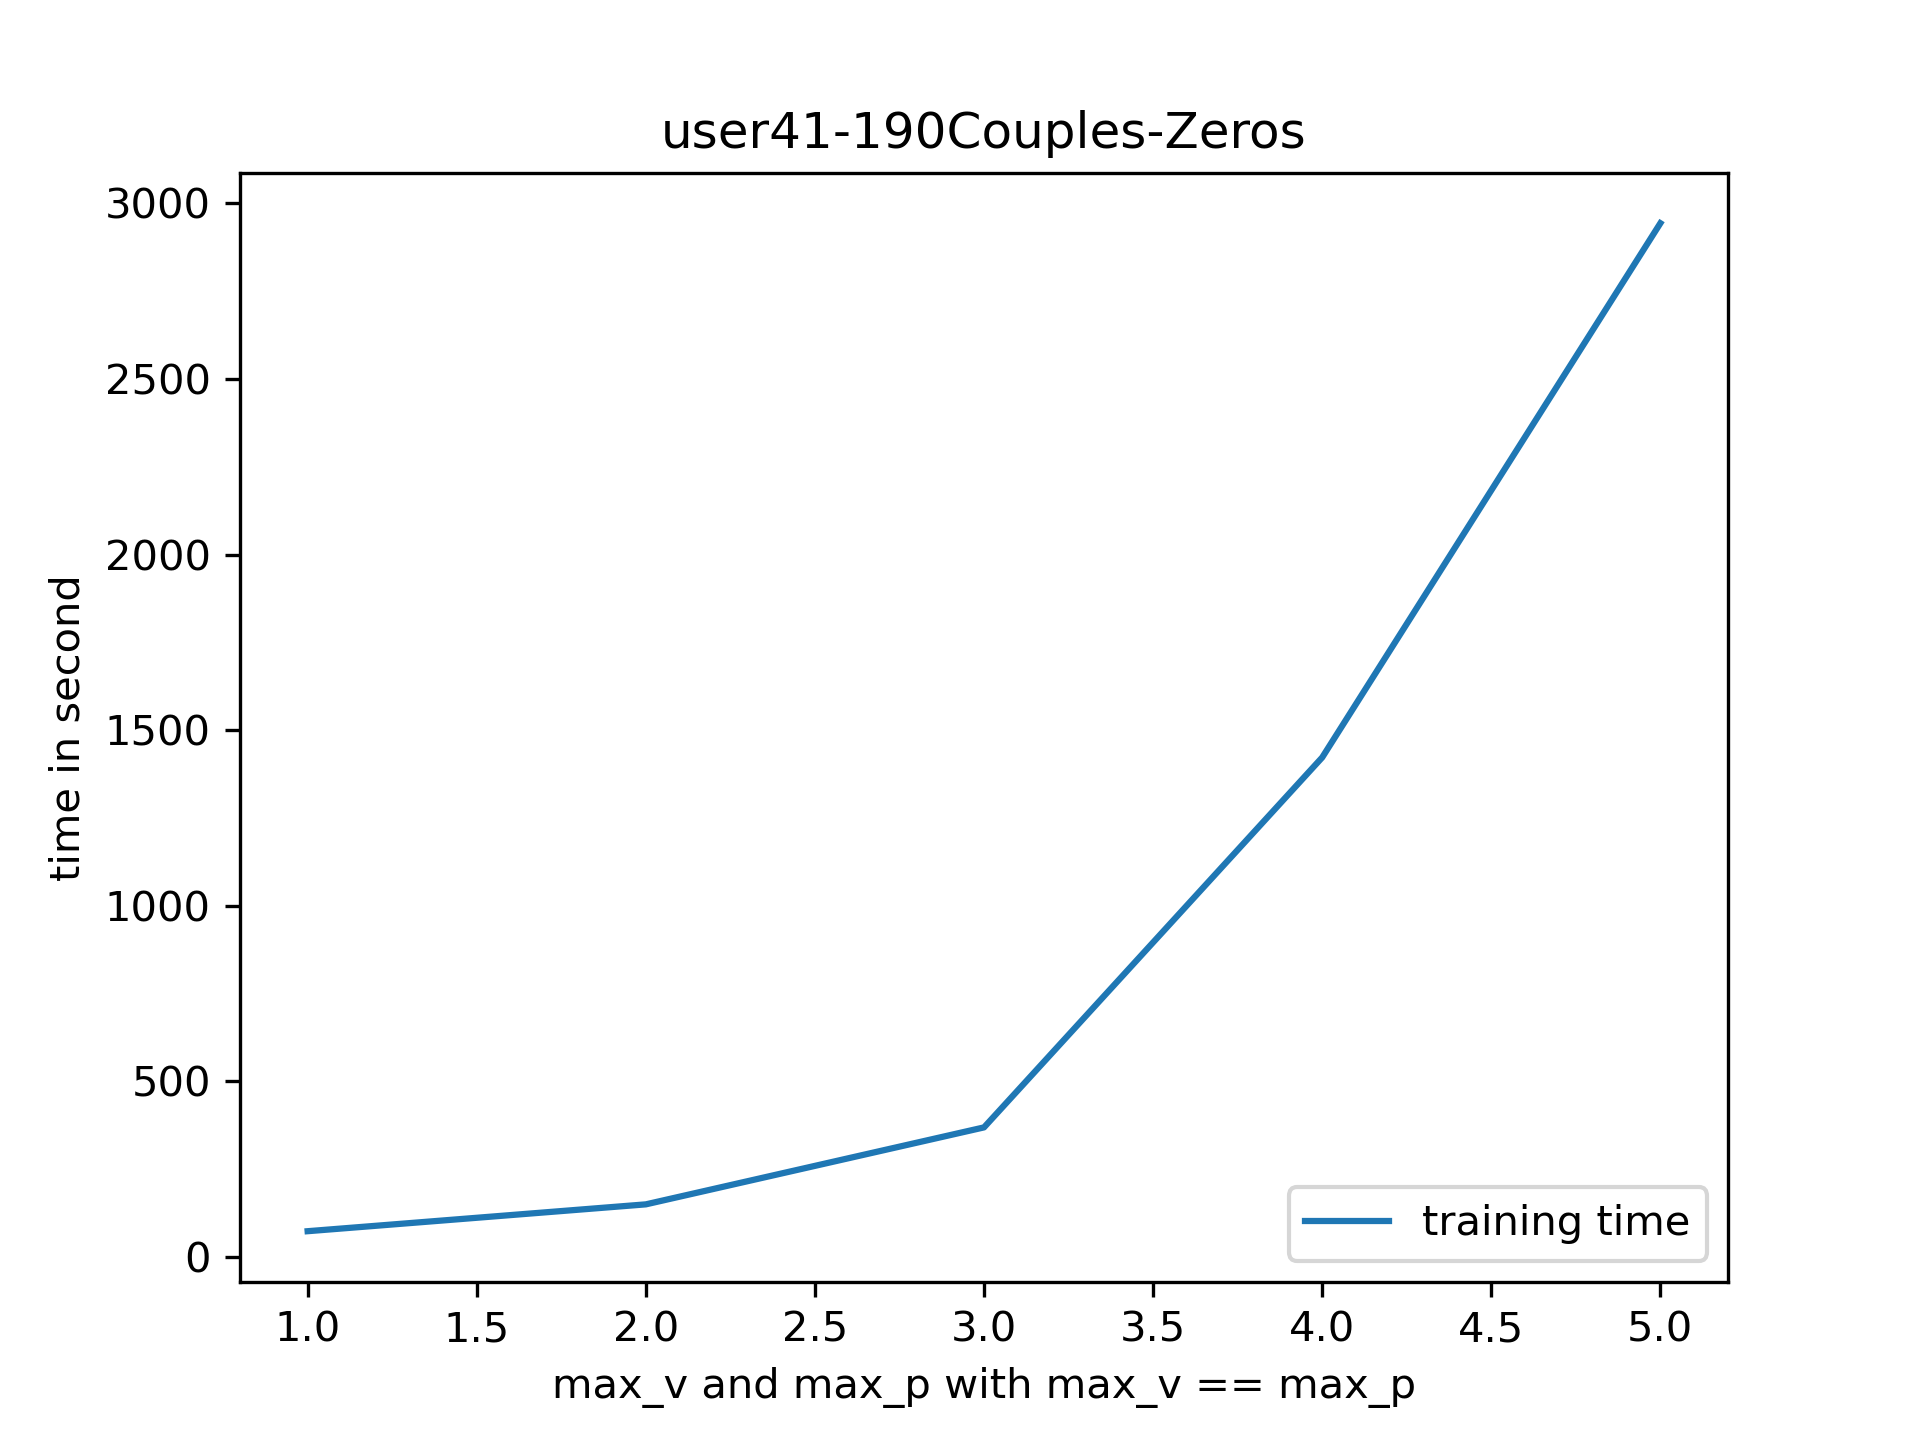 user41-190Couples-Zeros
3000
2500
2000
1500
1000
500
0
time in second
training time
1.0 1.5 2.0 2.5 3.0 3.5 4.0 4.5 5.0
max_v and max_p with max_v == max_p